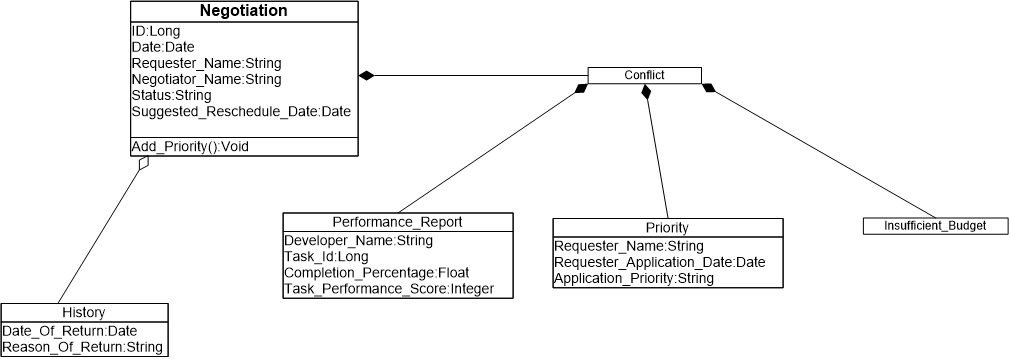 Negotiation
ID:Long
Date:Date
Requester_Name:String
Negotiator_Name:String
Status:String
Suggested_Reschedule_Date:Date
Add_Priority():Void
Conflict
Performance_Report
Developer_Name:String
Task_Id:Long
Completion_Percentage:Float
Task_Performance_Score:Integer
Priority
Requester_Name:String
Requester_Application_Date:Date
Application_Priority:String
Insufficient_Budget
History
Date_Of_Return:Date
Reason_Of_Return:String